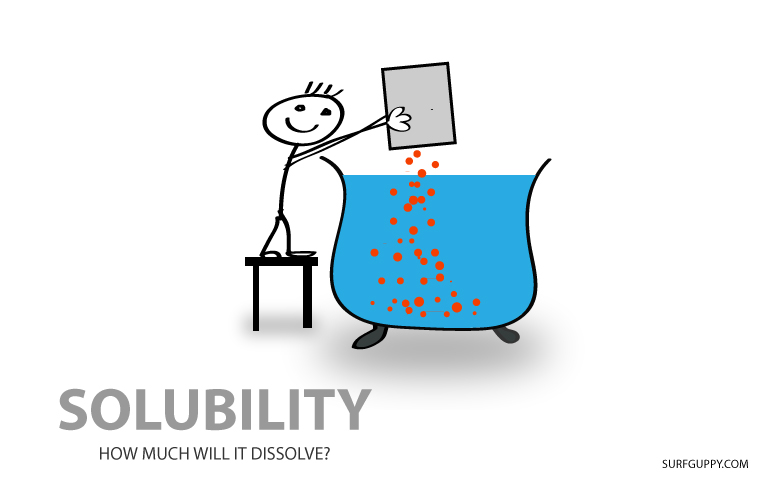 SOLUBILITY
HOW MUCH WILL IT DISSOLVE?
SURFGUPPY.COM